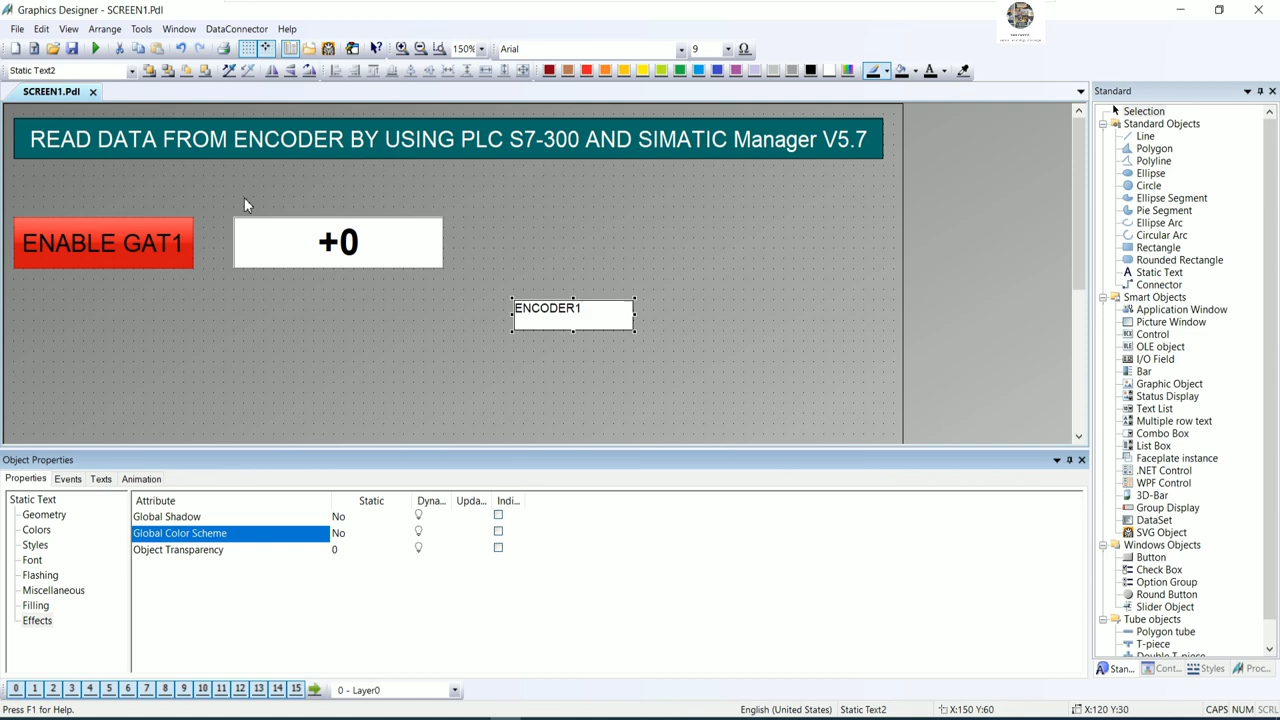 Graphics Designer - SCREEN1.Pdl
File Edit View Arrange Tools Window DataConnector Help
150% Arial 9
Static Text2
SCREEN1.Pdl
READ DATA FROM ENCODER BY USING PLC S7-300 AND SIMATIC Manager V5.7
ENABLE GAT1
+0
ENCODER1
Standard
Selection
Standard Objects
Line
Polygon
Polyline
Ellipse
Circle
Ellipse Segment
Pie Segment
Ellipse Arc
Circular Arc
Rectangle
Rounded Rectangle
Static Text
Connector
Smart Objects
Application Window
Picture Window
Control
OLE object
I/O Field
Bar
Graphic Object
Status Display
Text List
Multiple row text
Combo Box
List Box
Faceplate instance
.NET Control
WPF Control
3D-Bar
Group Display
DataSet
SVG Object
Windows Objects
Button
Check Box
Option Group
Round Button
Slider Object
Tube objects
Polygon tube
T-piece
Double T-piece
Stan... Cont... Styles Proc...
Object Properties
Properties Events Texts Animation
Static Text
Geometry
Colors
Styles
Font
Flashing
Miscellaneous
Filling
Effects
Attribute Static Dyna... Upda... Indi...
Global Shadow No
Global Color Scheme No
Object Transparency 0
0 1 2 3 4 5 6 7 8 9 10 11 12 13 14 15 0 - Layer0
Press F1 for Help. English (United States) Static Text2 X:150 Y:60 X:120 Y:30 CAPS NUM SCRL